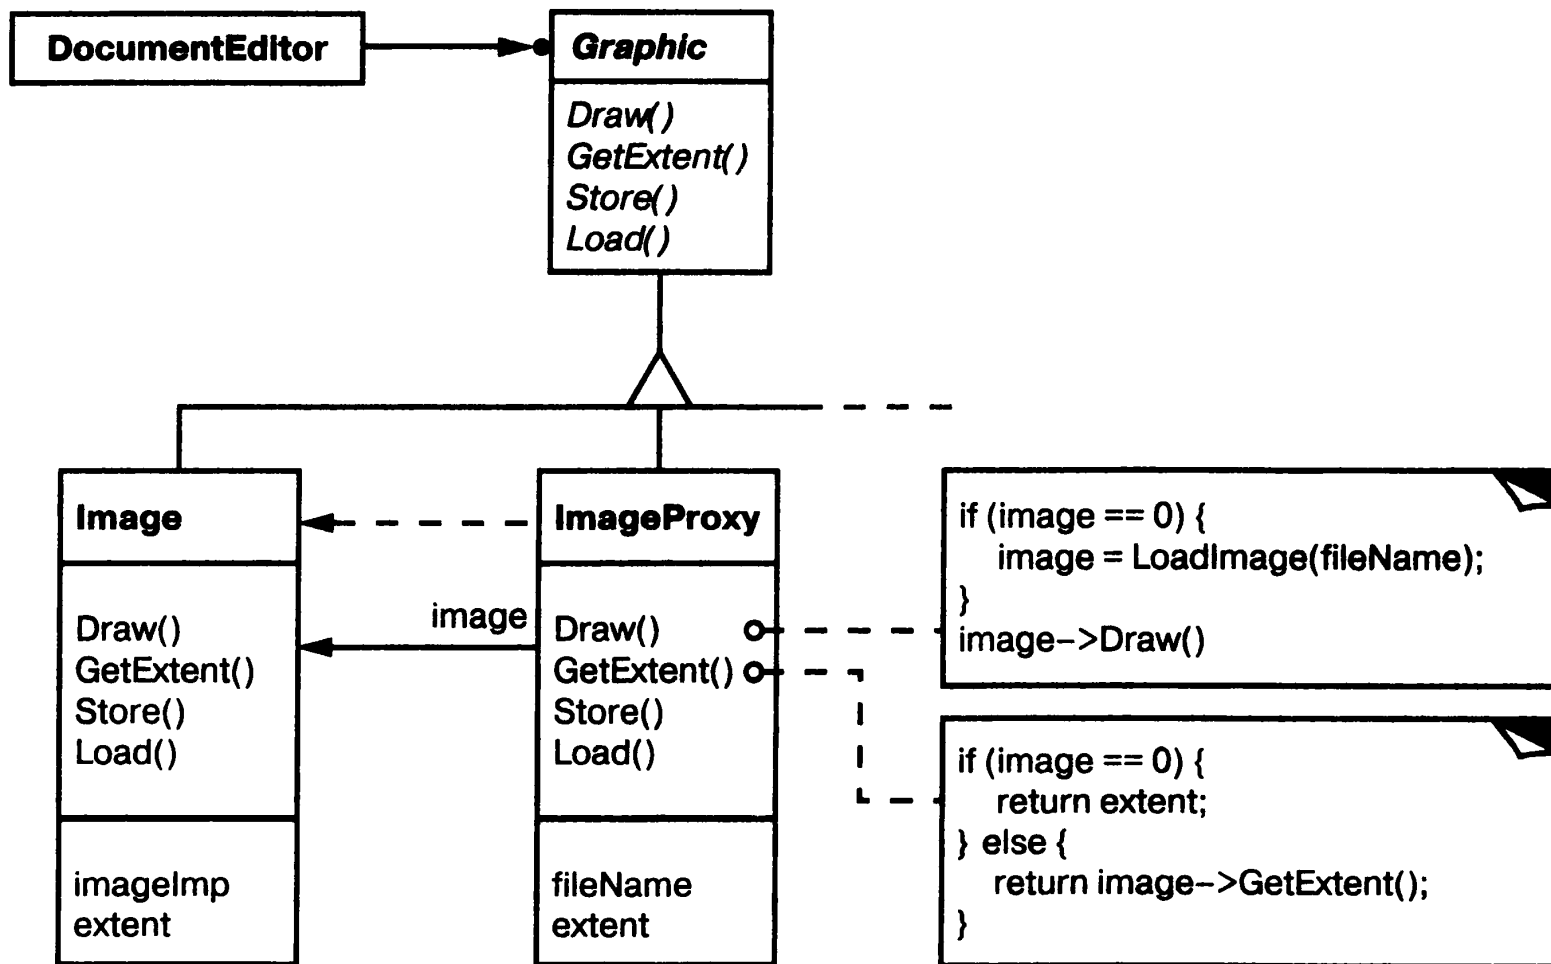 DocumentEditor
Graphic
Draw()
GetExtent()
Store()
Load()
Image
Draw()
GetExtent()
Store()
Load()
imageImp
extent
image
ImageProxy
Draw()
GetExtent()
Store()
Load()
fileName
extent
if (image == 0) {
image = LoadImage(fileName);
}
image->Draw()
if (image == 0) {
return extent;
} else {
return image->GetExtent();
}